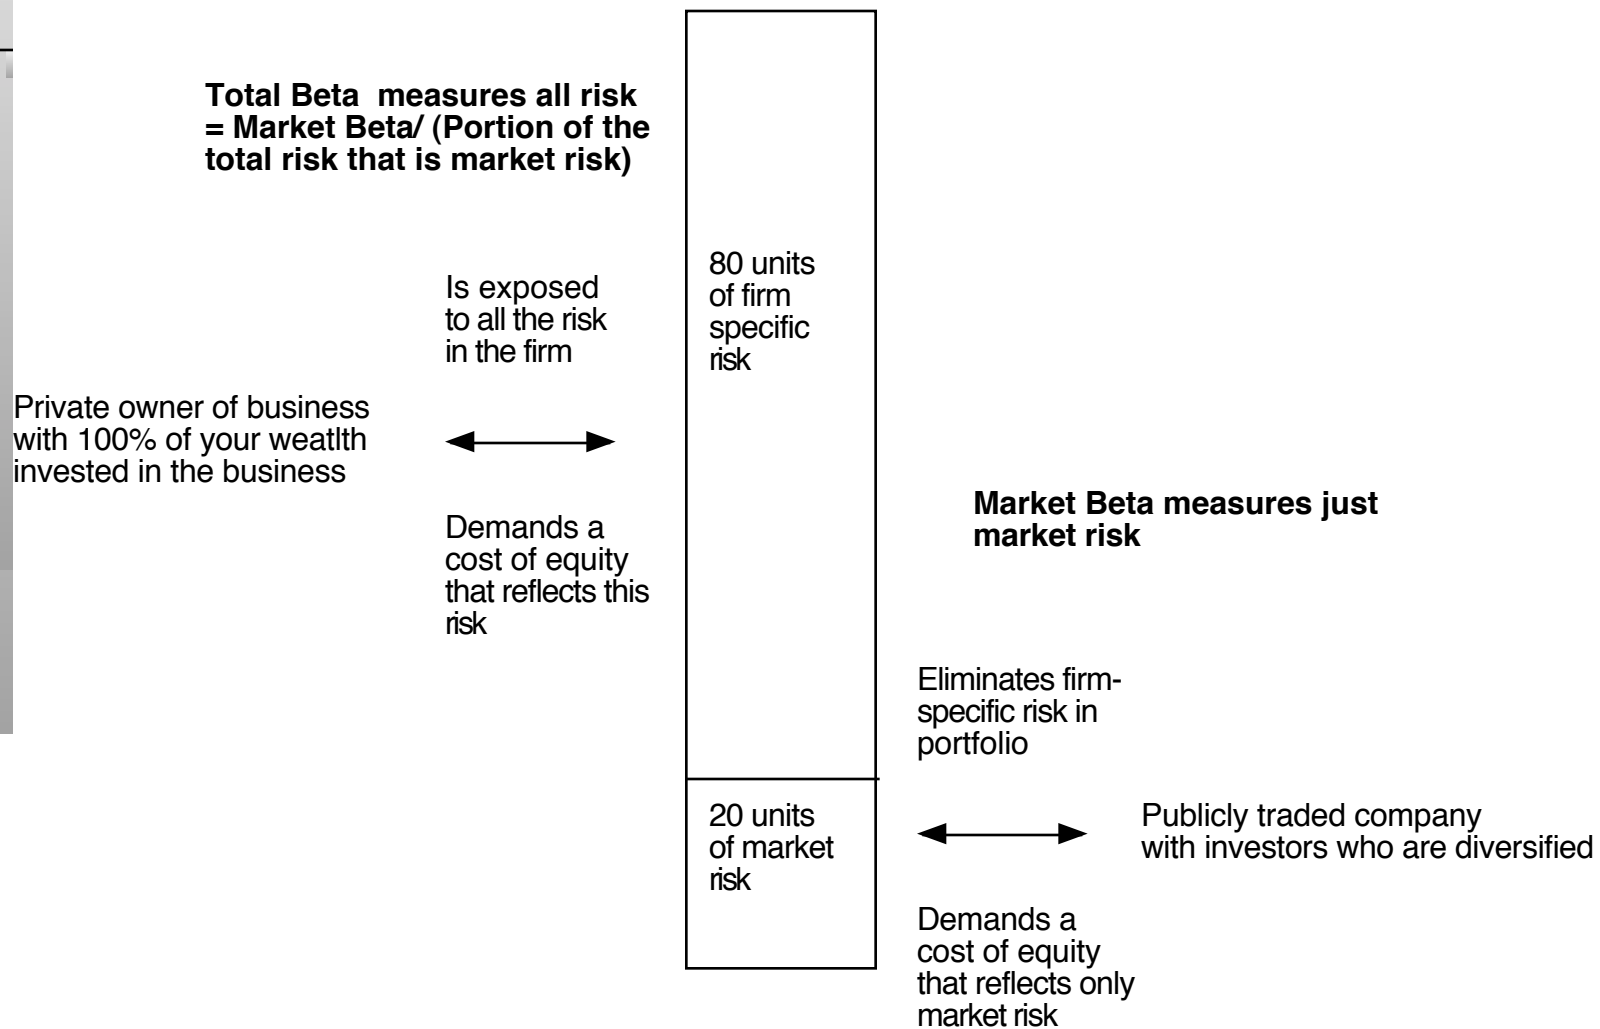 Total Beta  measures all risk
= Market Beta/ (Portion of the
total risk that is market risk)
80 units
of firm
specific
risk
Is exposed
to all the risk
in the firm
Private owner of business
with 100% of your weatlth
invested in the business
Demands a
cost of equity
that reflects this
risk
Market Beta measures just
market risk
Eliminates firm-
specific risk in
portfolio
20 units
of market
risk
Publicly traded company
with investors who are diversified
Demands a
cost of equity
that reflects only
market risk